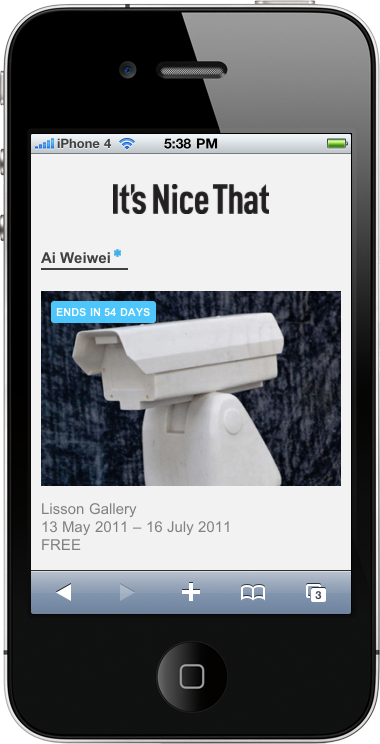 iPhone 4 5:38 PM
It's Nice That
Ai Weiwei*
ENDS IN 54 DAYS
Lisson Gallery
13 May 2011 – 16 July 2011
FREE
3